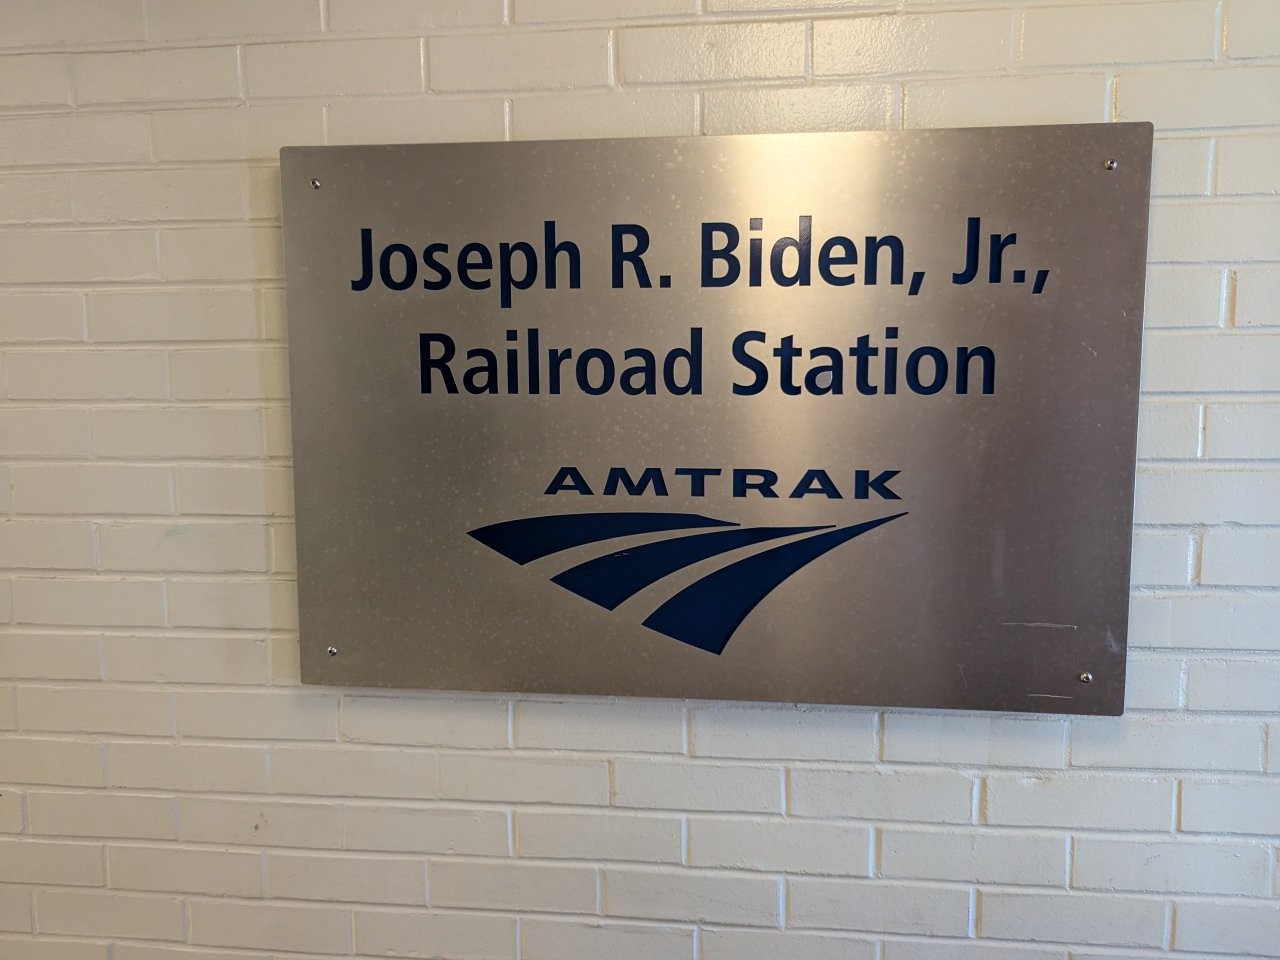 Joseph R. Biden, Jr.,
Railroad Station
AMTRAK